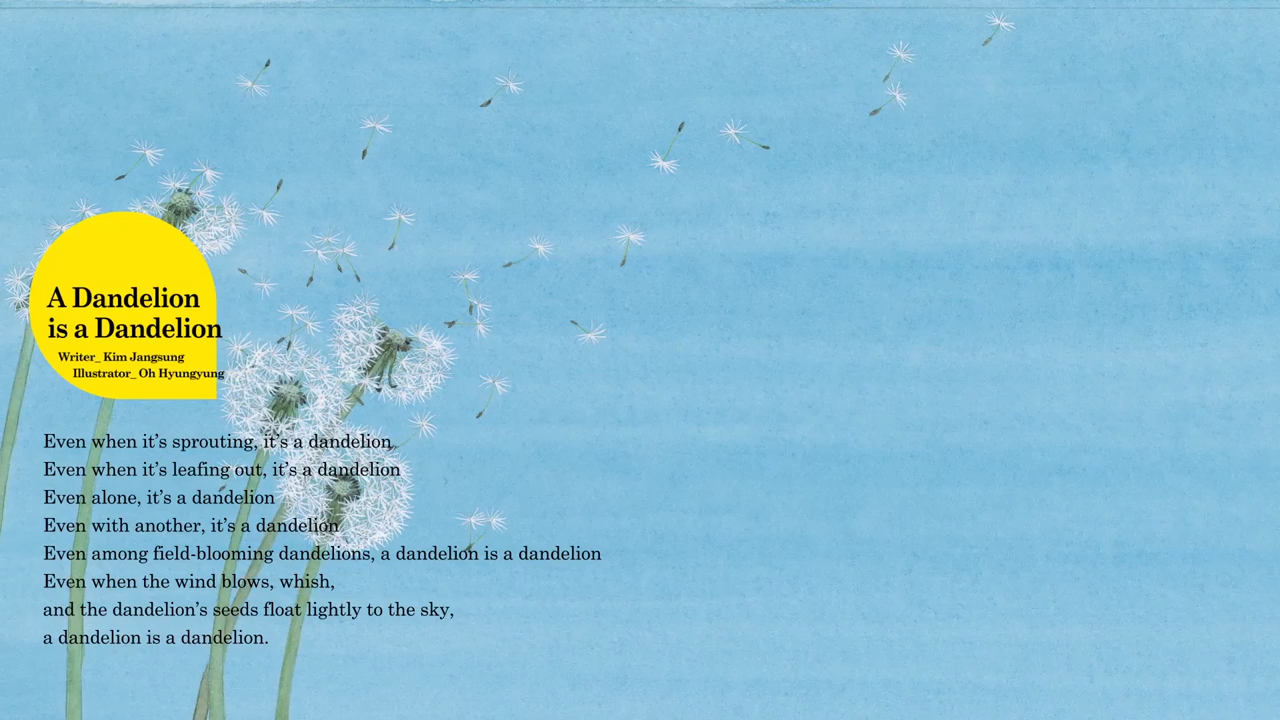 A Dandelion
is a Dandelion
Writer_ Kim Jangsung
Illustrator_ Oh Hyungyung
Even when it's sprouting, it's a dandelion
Even when it's leafing out, it's a dandelion
Even alone, it's a dandelion
Even with another, it's a dandelion
Even among field-blooming dandelions, a dandelion is a dandelion
Even when the wind blows, whish,
and the dandelion's seeds float lightly to the sky,
a dandelion is a dandelion.